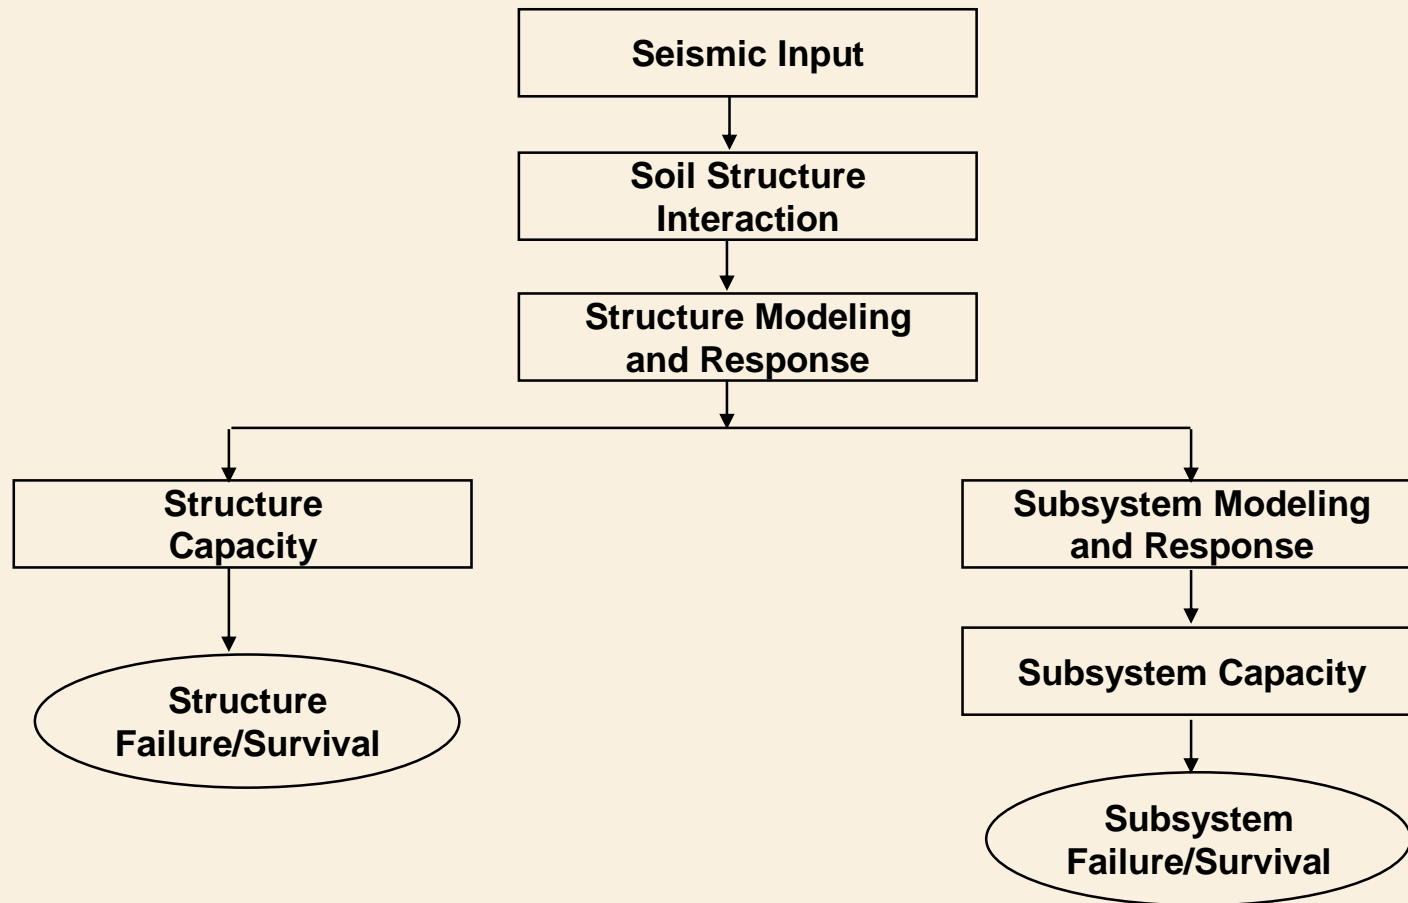 Seismic Input
Soil Structure
Interaction
Structure Modeling
and Response
Structure
Capacity
Structure
Failure/Survival
Subsystem Modeling
and Response
Subsystem Capacity
Subsystem
Failure/Survival